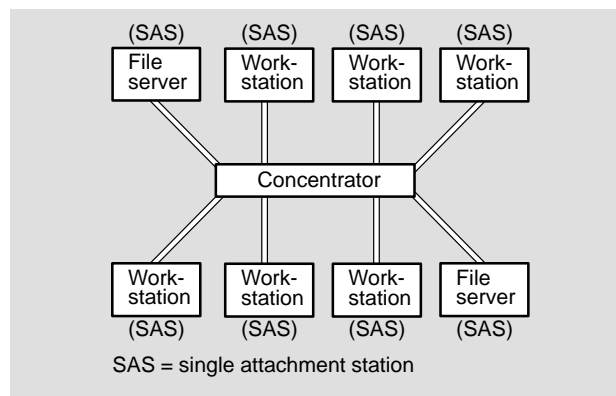 (SAS) (SAS) (SAS) (SAS)
File Work- Work- Work-
server station station station
Concentrator
Work- Work- Work- File
station station station server
(SAS) (SAS) (SAS) (SAS)
SAS = single attachment station